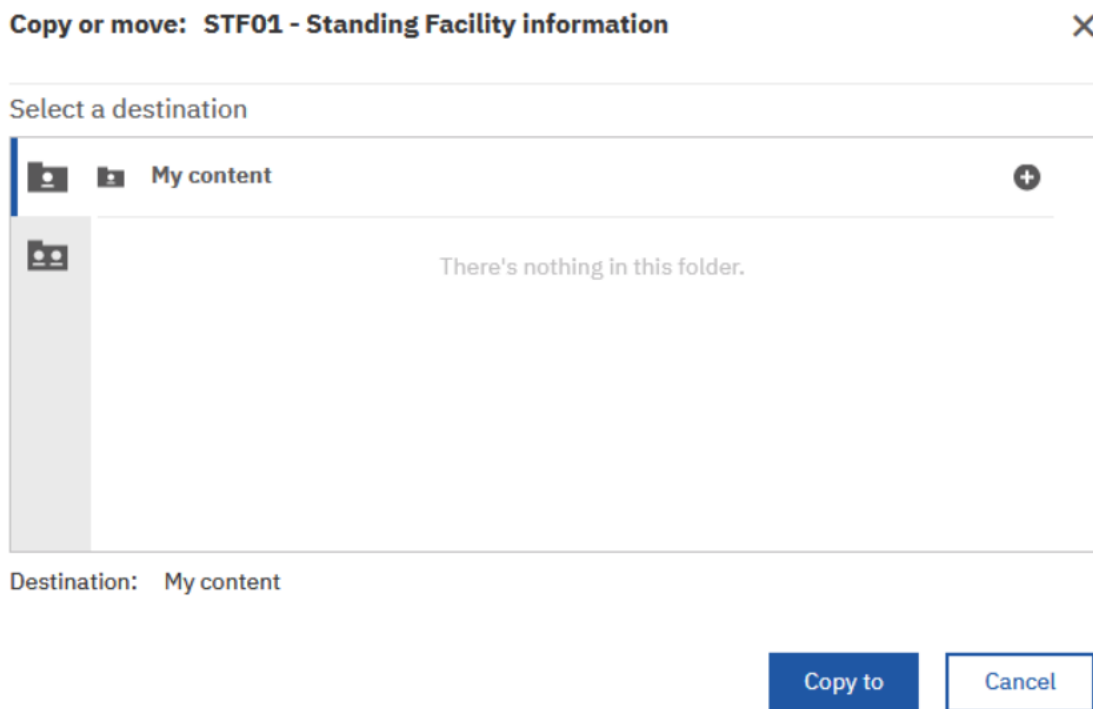 Copy or move: STF01 - Standing Facility information
Select a destination
My content
There's nothing in this folder.
Destination: My content
Copy to
Cancel